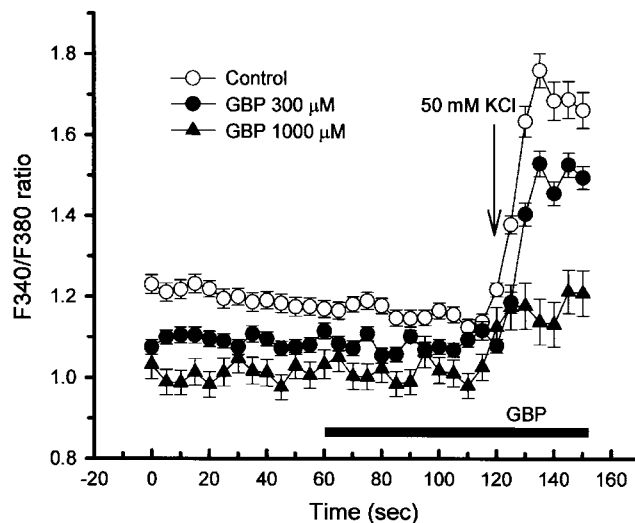 1.8
1.6
1.4
1.2
1.0
0.8
F340/F380 ratio
Control
GBP 300 µM
GBP 1000 µM
50 mM KCl
GBP
-20 0 20 40 60 80 100 120 140 160
Time (sec)